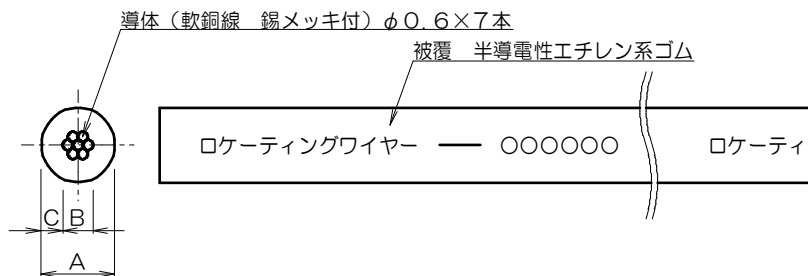 導体（軟銅線　錫メッキ付）φ０．６×７本
被覆　半導電性エチレン系ゴム
ロケーティングワイヤー ― ○○○○○○ ロケーティ
C B
A